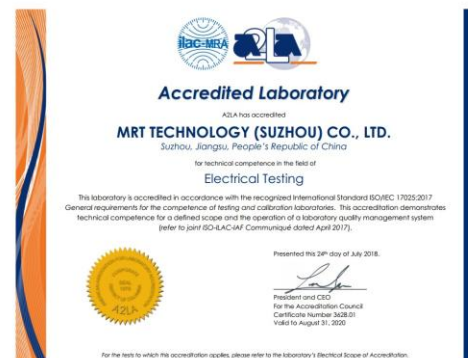 ilac-MRA
A2LA
Accredited Laboratory
A2LA has accredited
MRT TECHNOLOGY (SUZHOU) CO., LTD.
Suzhou, Jiangsu, People's Republic of China
for technical competence in the field of
Electrical Testing
This laboratory is accredited in accordance with the recognized International Standard ISO/IEC 17025:2017
General requirements for the competence of testing and calibration laboratories. This accreditation demonstrates
technical competence for a defined scope and the operation of a laboratory quality management system
(refer to joint ISO-ILAC-IAF Communiqué dated April 2017).
Presented this 24th day of July 2018.
President and CEO
For the Accreditation Council
Certificate Number 3628.01
Valid to August 31, 2020
SEAL
A2LA
For the tests to which this accreditation applies, please refer to the laboratory's Electrical Scope of Accreditation.